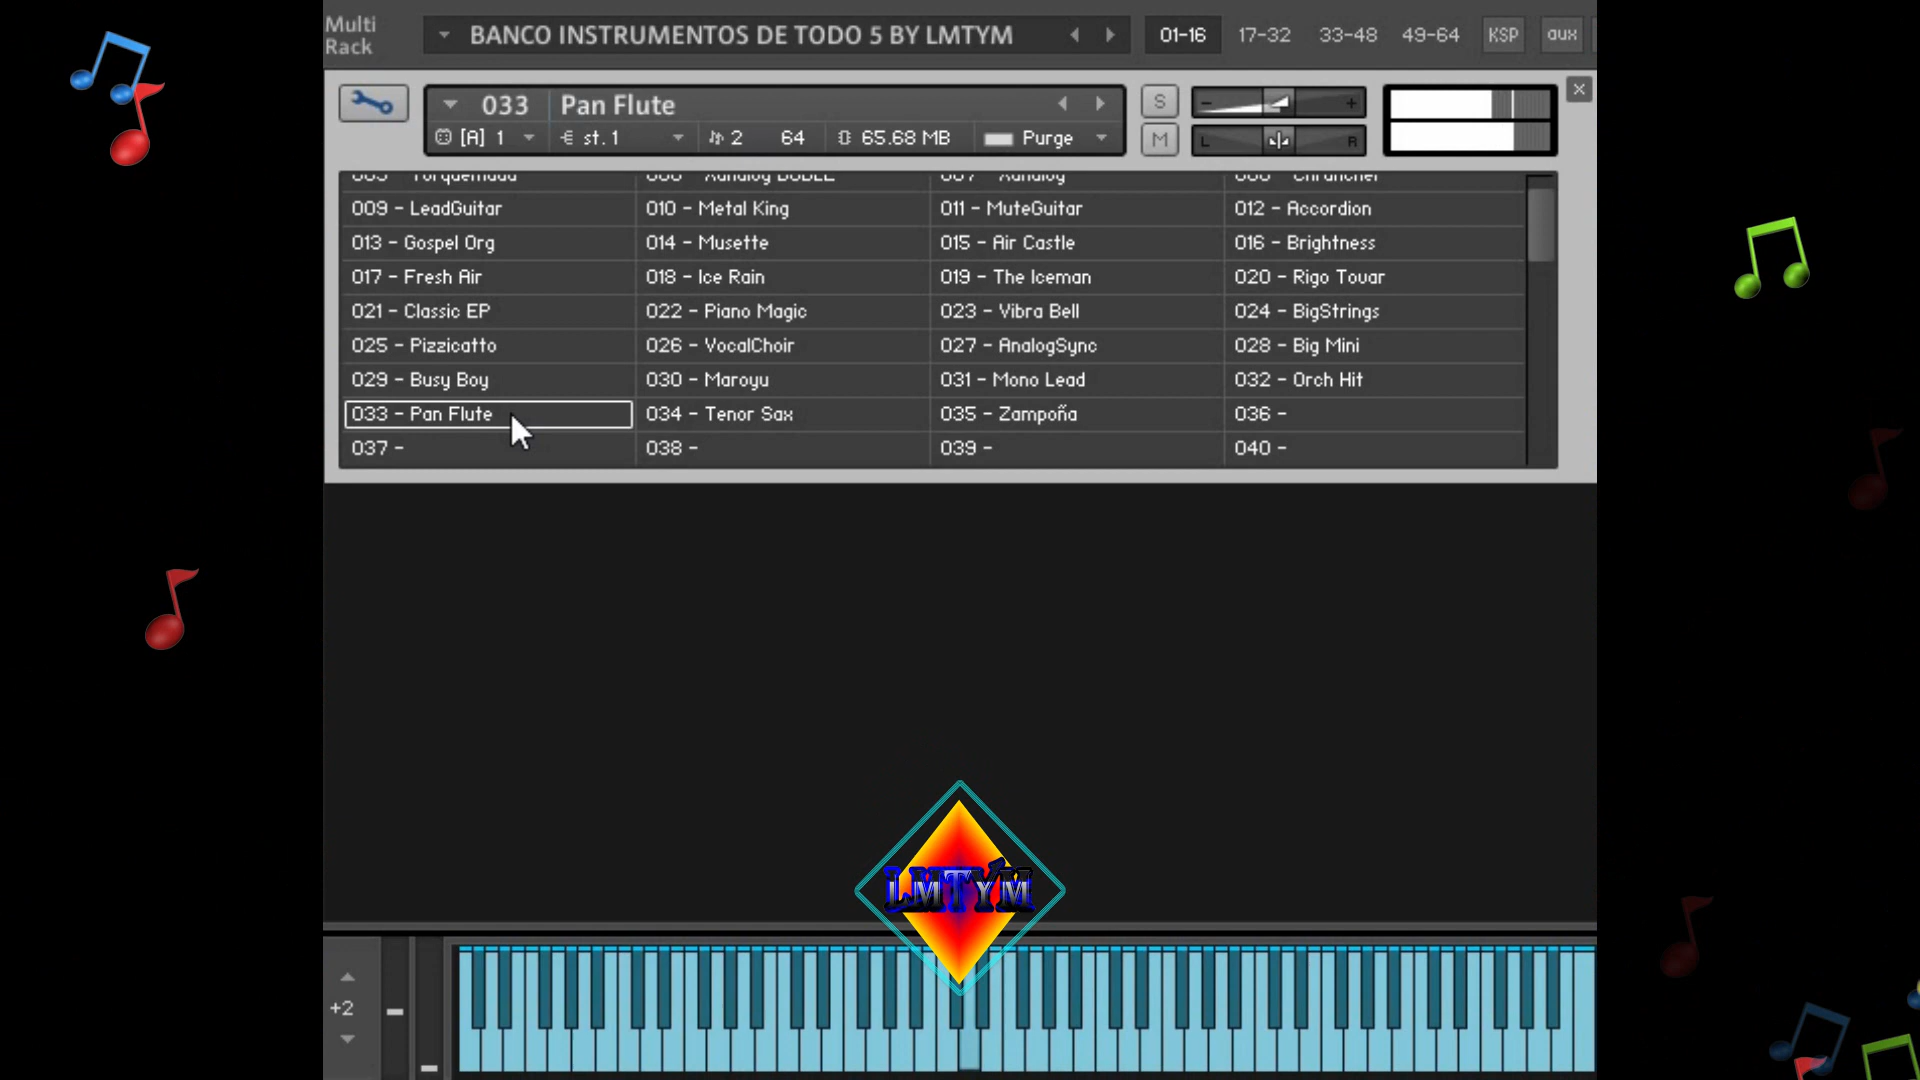 Multi
Rack
BANCO INSTRUMENTOS DE TODO 5 BY LMTYM
01-16 17-32 33-48 49-64 KSP aux
033 Pan Flute
S
- +
[A] 1 st. 1 2 64 65.68 MB Purge
M
L R
009 - LeadGuitar 010 - Metal King 011 - MuteGuitar 012 - Accordion
013 - Gospel Org 014 - Musette 015 - Air Castle 016 - Brightness
017 - Fresh Air 018 - Ice Rain 019 - The Iceman 020 - Rigo Tovar
021 - Classic EP 022 - Piano Magic 023 - Vibra Bell 024 - BigStrings
025 - Pizzicatto 026 - VocalChoir 027 - AnalogSync 028 - Big Mini
029 - Busy Boy 030 - Maroyu 031 - Mono Lead 032 - Orch Hit
033 - Pan Flute 034 - Tenor Sax 035 - Zampoña 036 -
037 - 038 - 039 - 040 -
LMTYM
+2